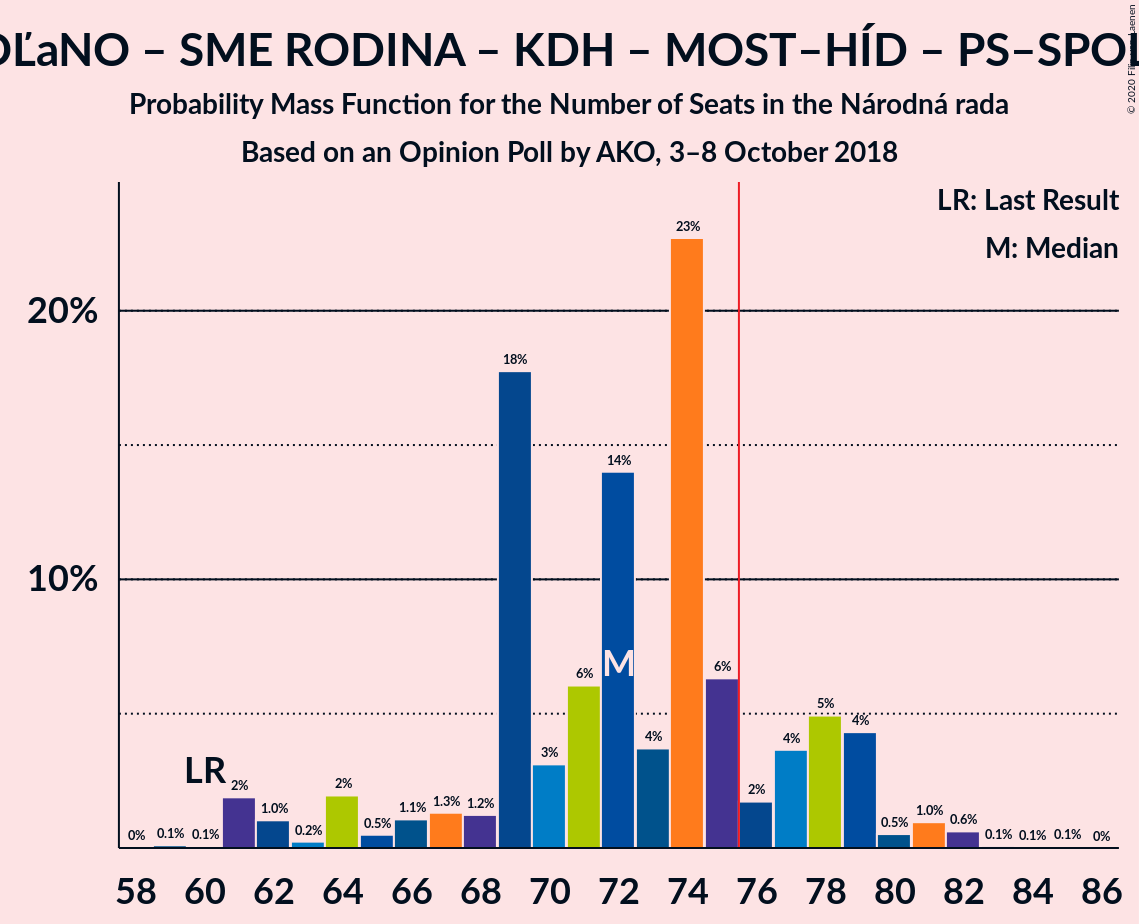 OĽaNO – SME RODINA – KDH – MOST–HÍD – PS–SPOL
Probability Mass Function for the Number of Seats in the Národná rada
Based on an Opinion Poll by AKO, 3–8 October 2018
LR: Last Result
M: Median
20%
10%
0% 0.1% 0.1% 2% 1.0% 0.2% 2% 0.5% 1.1% 1.3% 1.2% 18% 3% 6% 14% 4% 23% 6% 2% 4% 5% 4% 0.5% 1.0% 0.6% 0.1% 0.1% 0.1% 0%
LR
M
58 60 62 64 66 68 70 72 74 76 78 80 82 84 86
© 2020